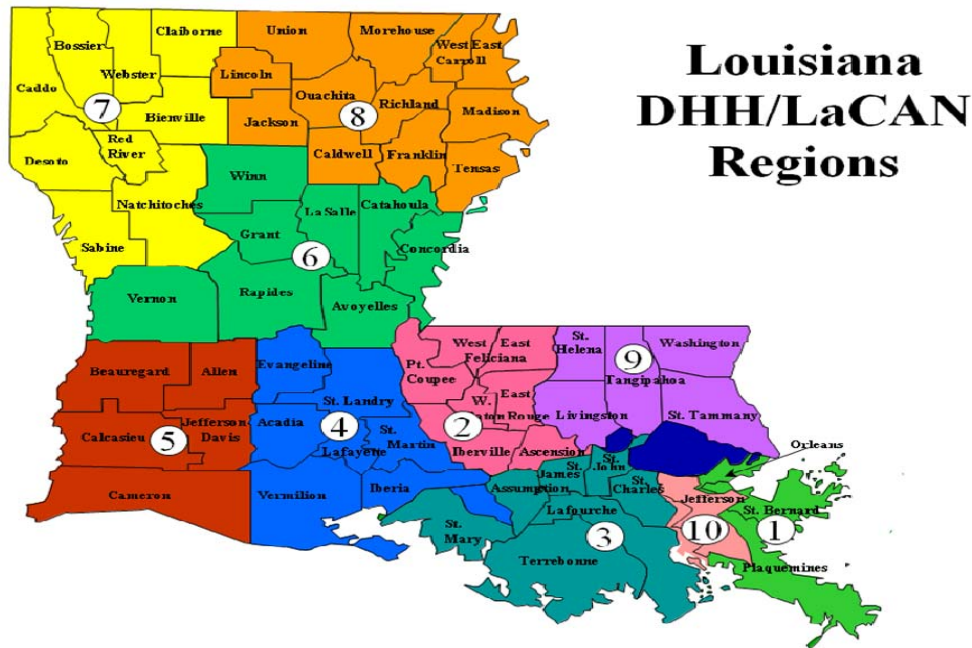 Louisiana
DHH/LaCAN
Regions
Claiborne
Union
Morehouse
Bossier
West East
Carroll
Webster
Lincoln
Caddo
Ouachita
Richland
7
8
Madison
Bienville
Jackson
Red
River
Caldwell
Franklin
Desoto
Tensas
Winn
Natchitoches
La Salle
Catahoula
Grant
Sabine
Concordia
6
Vernon
Rapides
Avoyelles
St.
Helena
Washington
West
Feliciana
East
9
Evangeline
Pt.
Coupee
Beauregard
Allen
Tangipahoa
East
W.
aton Rouge
St. Landry
Livingston
St. Tammany
Acadia
Jefferson
Davis
Calcasieu
5
4
2
St.
Martin
Lafayette
Iberville
Ascension
Orleans
St.
John
St.
James
Cameron
Vermilion
Iberia
Assumption
St.
Charles
Jefferson
Lafourche
St. Bernard
St.
Mary
3
10
1
Terrebonne
Plaquemines